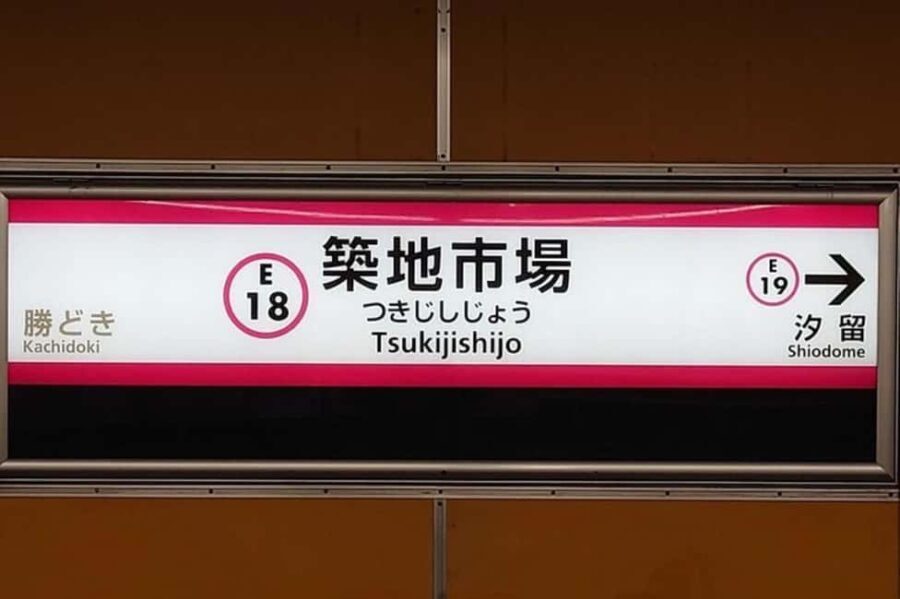 勝どき
Kachidoki
E
18
築地市場
つきじしじょう
Tsukijishijo
E
19
汐留
Shiodome